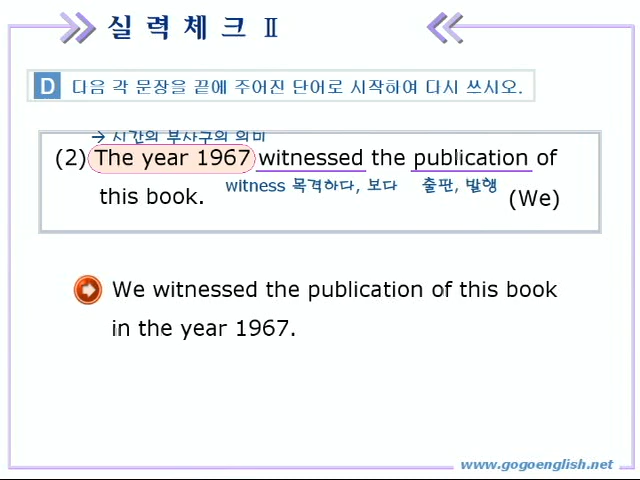 실 력 체 크 Ⅱ
D 다음 각 문장을 끝에 주어진 단어로 시작하여 다시 쓰시오.
→ 시간의 부사구의 의미
(2) The year 1967 witnessed the publication of
witness 목격하다, 보다 출판, 발행
this book. (We)
We witnessed the publication of this book
in the year 1967.
www.gogoenglish.net